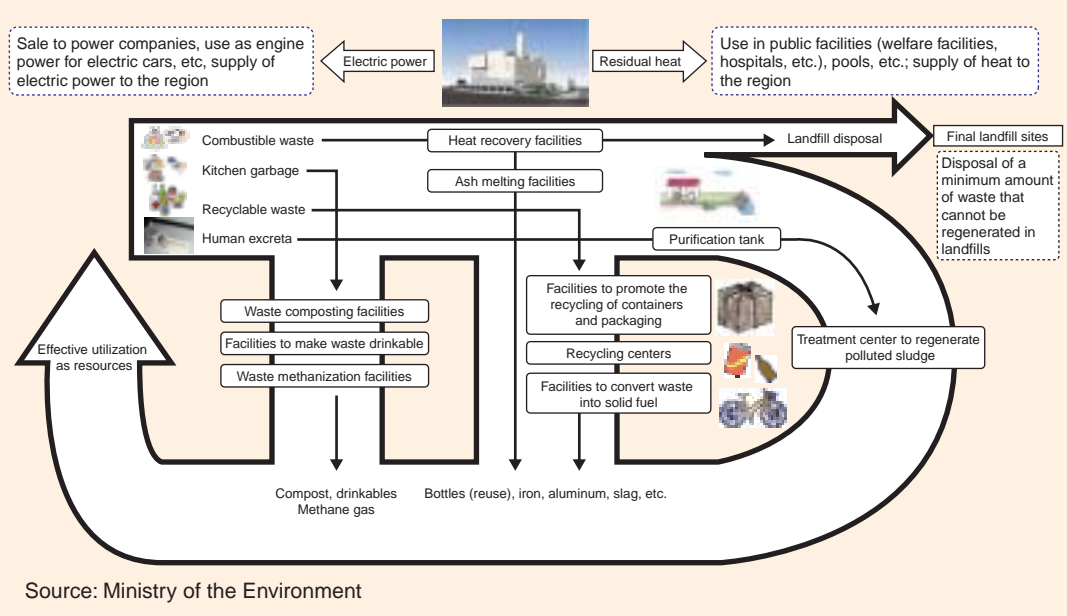 Sale to power companies, use as engine
power for electric cars, etc, supply of
electric power to the region
Electric power
Residual heat
Use in public facilities (welfare facilities,
hospitals, etc.), pools, etc.; supply of heat to
the region
Combustible waste
Heat recovery facilities
Landfill disposal
Final landfill sites
Kitchen garbage
Ash melting facilities
Disposal of a
minimum amount
of waste that
cannot be
regenerated in
landfills
Recyclable waste
Human excreta
Purification tank
Waste composting facilities
Facilities to make waste drinkable
Waste methanization facilities
Facilities to promote the
recycling of containers
and packaging
Recycling centers
Facilities to convert waste
into solid fuel
Treatment center to regenerate
polluted sludge
Effective utilization
as resources
Compost, drinkables
Methane gas
Bottles (reuse), iron, aluminum, slag, etc.
Source: Ministry of the Environment